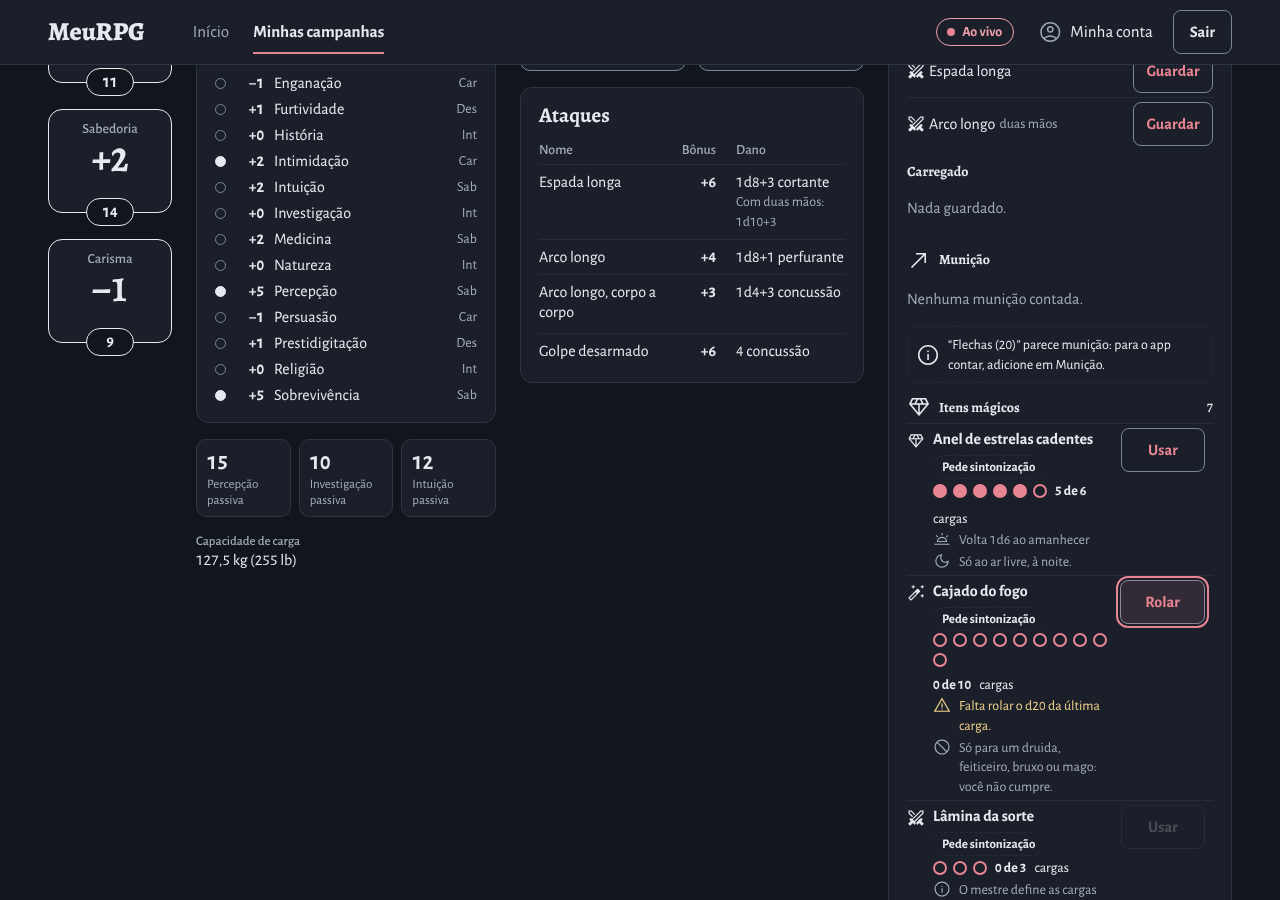 MeuRPG
Início
Minhas campanhas
Ao vivo
Minha conta
Sair
11
Sabedoria
+2
14
Carisma
−1
9
−1 Enganação Car
+1 Furtividade Des
+0 História Int
+2 Intimidação Car
+2 Intuição Sab
+0 Investigação Int
+2 Medicina Sab
+0 Natureza Int
+5 Percepção Sab
−1 Persuasão Car
+1 Prestidigitação Des
+0 Religião Int
+5 Sobrevivência Sab
15
Percepção
passiva
10
Investigação
passiva
12
Intuição
passiva
Capacidade de carga
127,5 kg (255 lb)
Ataques
Nome Bônus Dano
Espada longa +6 1d8+3 cortante
Com duas mãos:
1d10+3
Arco longo +4 1d8+1 perfurante
Arco longo, corpo a +3 1d4+3 concussão
corpo
Golpe desarmado +6 4 concussão
Espada longa Guardar
Arco longo duas mãos Guardar
Carregado
Nada guardado.
Munição
Nenhuma munição contada.
“Flechas (20)” parece munição: para o app
contar, adicione em Munição.
Itens mágicos 7
Anel de estrelas cadentes Usar
Pede sintonização
5 de 6
cargas
Volta 1d6 ao amanhecer
Só ao ar livre, à noite.
Cajado do fogo Rolar
Pede sintonização
0 de 10 cargas
Falta rolar o d20 da última
carga.
Só para um druida,
feiticeiro, bruxo ou mago:
você não cumpre.
Lâmina da sorte Usar
Pede sintonização
0 de 3 cargas
O mestre define as cargas